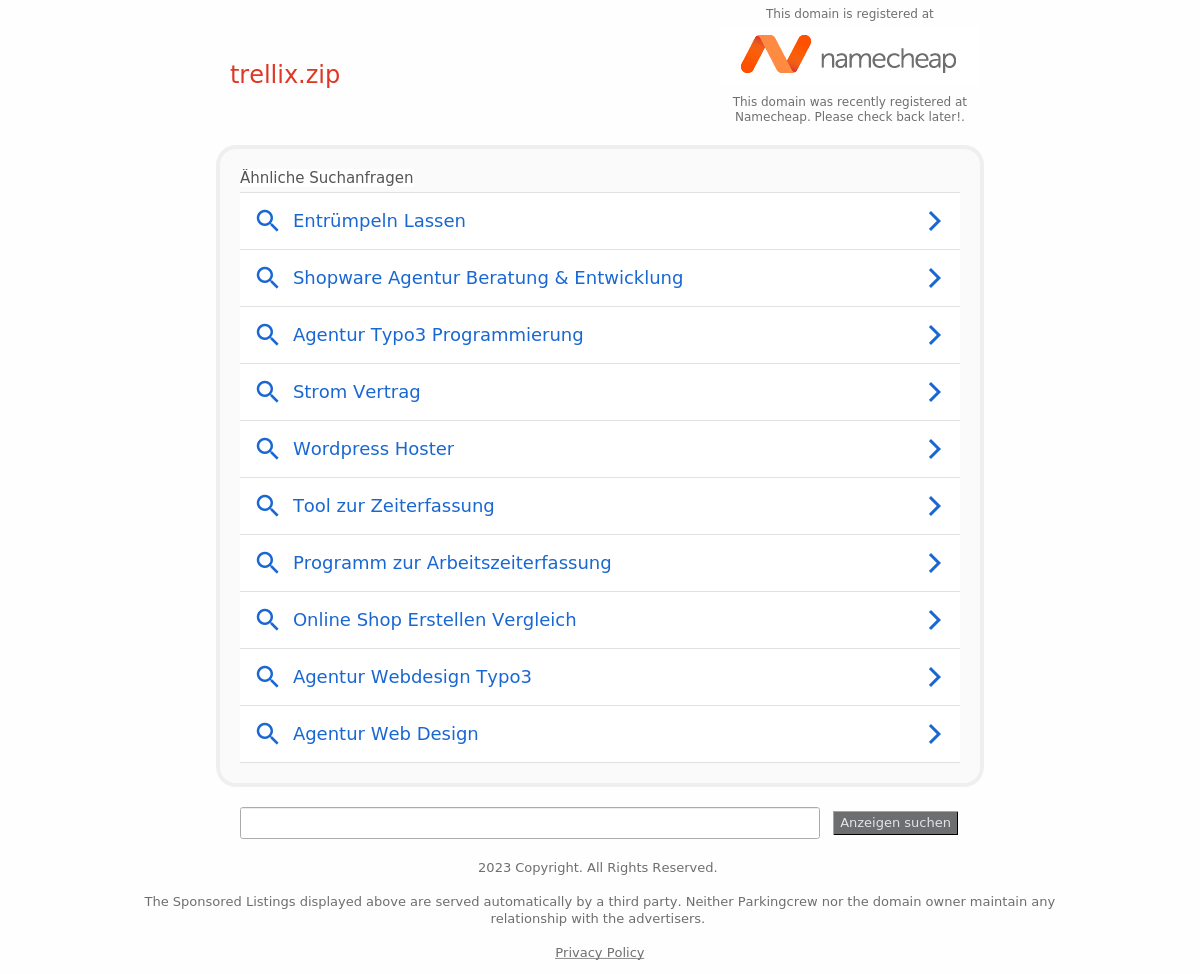 This domain is registered at
namecheap
trellix.zip
This domain was recently registered at
Namecheap. Please check back later!.
Ähnliche Suchanfragen
Entrümpeln Lassen
Shopware Agentur Beratung & Entwicklung
Agentur Typo3 Programmierung
Strom Vertrag
Wordpress Hoster
Tool zur Zeiterfassung
Programm zur Arbeitszeiterfassung
Online Shop Erstellen Vergleich
Agentur Webdesign Typo3
Agentur Web Design
Anzeigen suchen
2023 Copyright. All Rights Reserved.
The Sponsored Listings displayed above are served automatically by a third party. Neither Parkingcrew nor the domain owner maintain any
relationship with the advertisers.
Privacy Policy